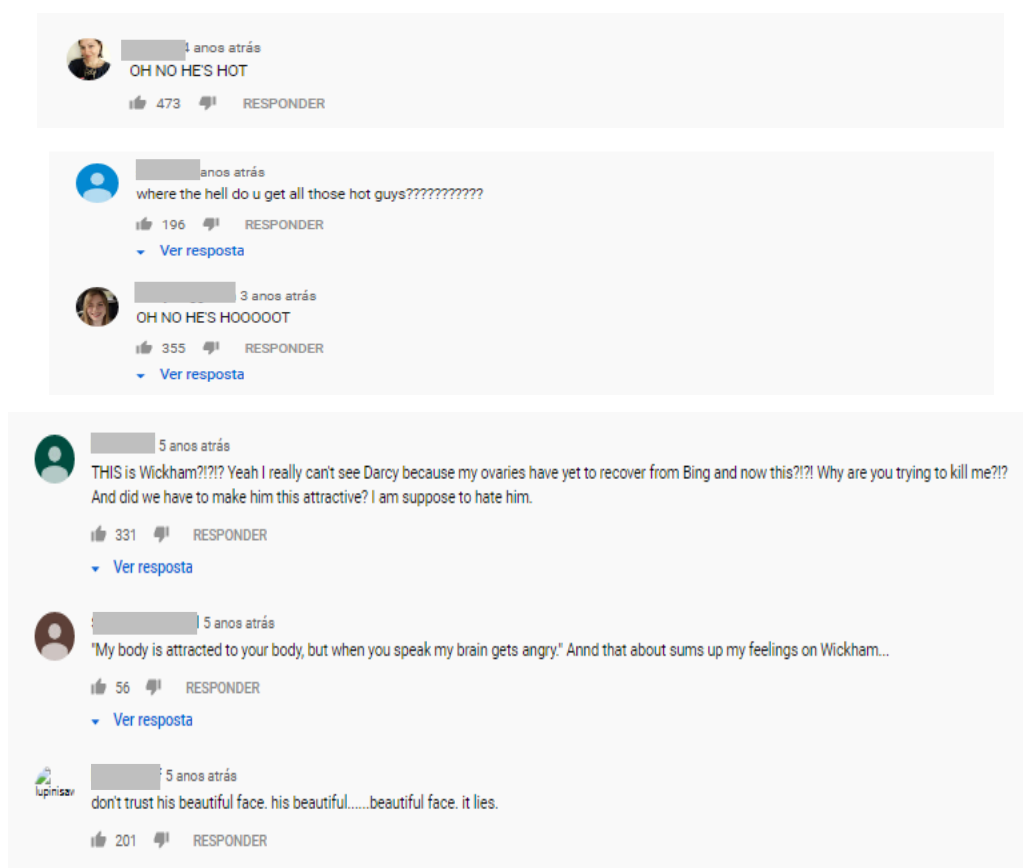 4 anos atrás
OH NO HE'S HOT
473 RESPONDER
anos atrás
where the hell do u get all those hot guys???????????
196 RESPONDER
Ver resposta
3 anos atrás
OH NO HE'S HOOOOOT
355 RESPONDER
Ver resposta
5 anos atrás
THIS is Wickham?!?!? Yeah I really can't see Darcy because my ovaries have yet to recover from Bing and now this?!?! Why are you trying to kill me?!?
And did we have to make him this attractive? I am suppose to hate him.
331 RESPONDER
Ver resposta
5 anos atrás
"My body is attracted to your body, but when you speak my brain gets angry." Annd that about sums up my feelings on Wickham...
56 RESPONDER
Ver resposta
5 anos atrás
lupinisav
don't trust his beautiful face. his beautiful......beautiful face. it lies.
201 RESPONDER